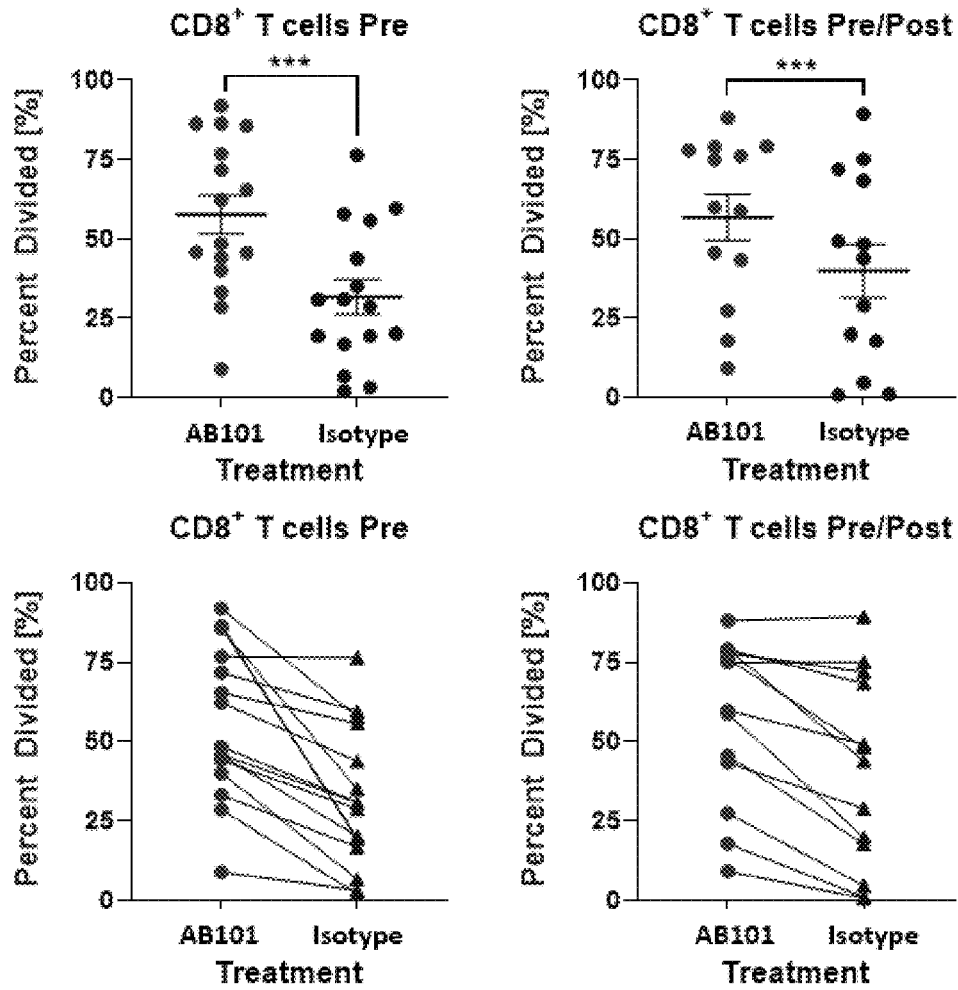 CD8+ T cells Pre
***
100
75
50
25
0
Percent Divided [%]
AB101 Isotype
Treatment
CD8+ T cells Pre/Post
***
100
75
50
25
0
Percent Divided [%]
AB101 Isotype
Treatment
CD8+ T cells Pre
100
75
50
25
0
Percent Divided [%]
AB101 Isotype
Treatment
CD8+ T cells Pre/Post
100
75
50
25
0
Percent Divided [%]
AB101 Isotype
Treatment